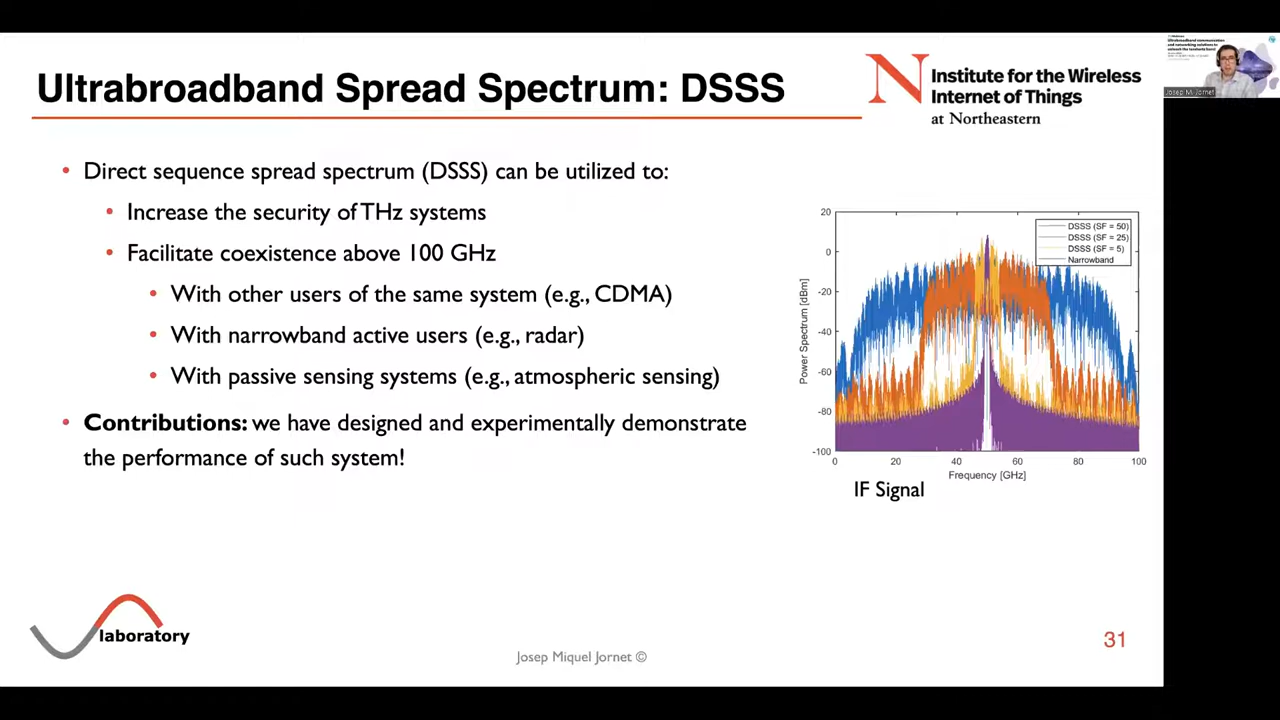 Ultrabroadband Spread Spectrum: DSSS
Institute for the Wireless
Internet of Things
at Northeastern
Josep M. Jornet
• Direct sequence spread spectrum (DSSS) can be utilized to:
• Increase the security of THz systems
• Facilitate coexistence above 100 GHz
• With other users of the same system (e.g., CDMA)
• With narrowband active users (e.g., radar)
• With passive sensing systems (e.g., atmospheric sensing)
• Contributions: we have designed and experimentally demonstrate
the performance of such system!
20
0
-20
-40
-60
-80
-100
Power Spectrum [dBm]
DSSS (SF = 50)
DSSS (SF = 25)
DSSS (SF = 5)
Narrowband
0 20 40 60 80 100
Frequency [GHz]
IF Signal
laboratory
Josep Miquel Jornet ©
31